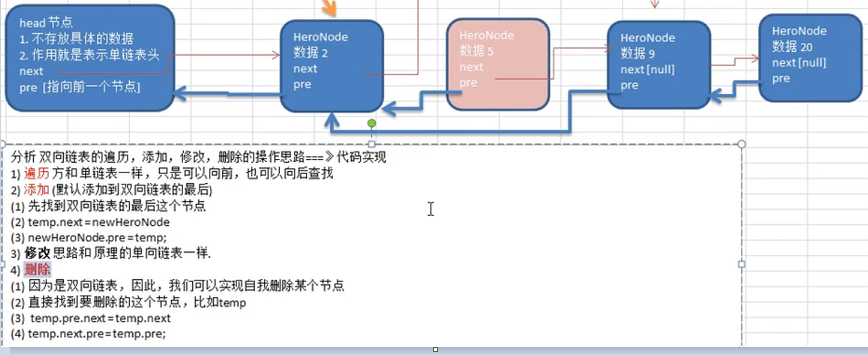 head 节点
1. 不存放具体的数据
2. 作用就是表示单链表头
next
pre [指向前一个节点]
HeroNode
数据 2
next
pre
HeroNode
数据 5
next
pre
HeroNode
数据 9
next [null]
pre
HeroNode
数据 20
next [null]
pre
分析 双向链表的遍历，添加，修改，删除的操作思路===》代码实现
1) 遍历 方和 单链表一样，只是可以向前，也可以向后查找
2) 添加 (默认添加到双向链表的最后)
(1) 先找到双向链表的最后这个节点
(2) temp.next = newHeroNode
(3) newHeroNode.pre = temp;
3) 修改 思路和 原理的单向链表一样.
4) 删除
(1) 因为是双向链表，因此，我们可以实现自我删除某个节点
(2) 直接找到要删除的这个节点，比如temp
(3) temp.pre.next = temp.next
(4) temp.next.pre = temp.pre;